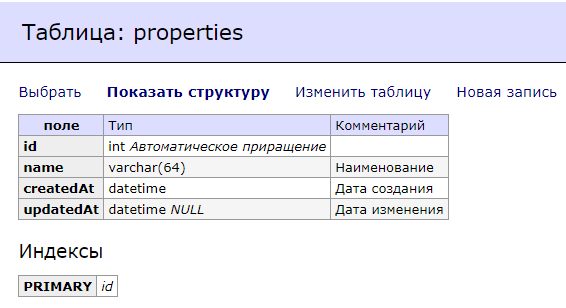 Таблица: properties
Выбрать Показать структуру Изменить таблицу Новая запись
поле Тип Комментарий
id int Автоматическое приращение
name varchar(64) Наименование
createdAt datetime Дата создания
updatedAt datetime NULL Дата изменения
Индексы
PRIMARY id